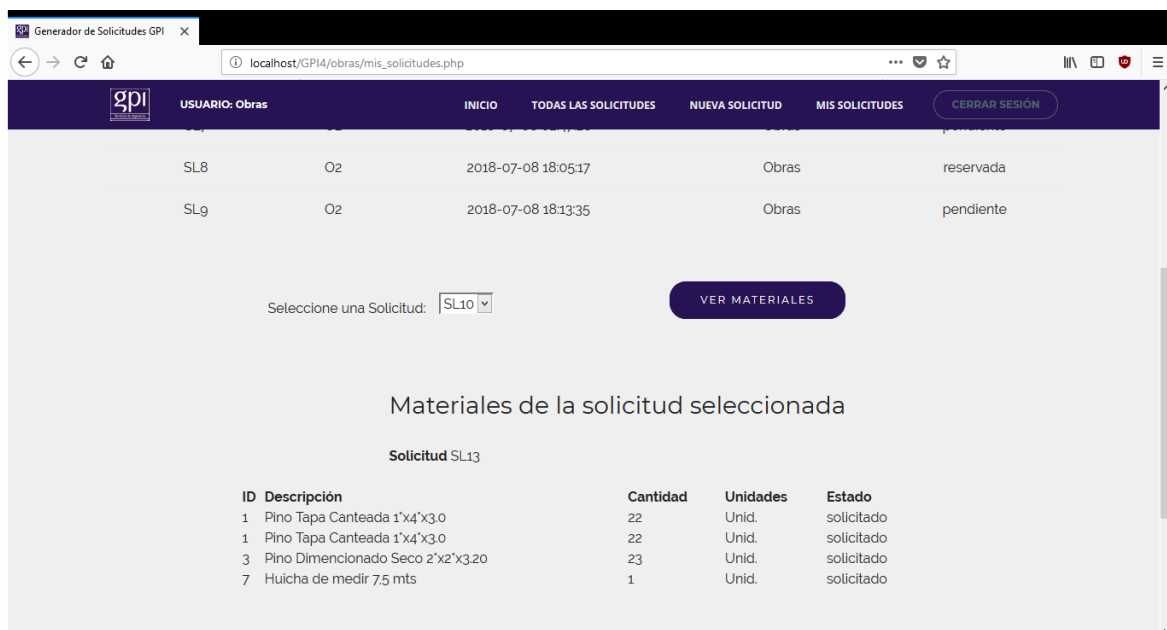 Generador de Solicitudes GPI
localhost/GPI4/obras/mis_solicitudes.php
gpi USUARIO: Obras INICIO TODAS LAS SOLICITUDES NUEVA SOLICITUD MIS SOLICITUDES CERRAR SESIÓN
SL8 O2 2018-07-08 18:05:17 Obras reservada
SL9 O2 2018-07-08 18:13:35 Obras pendiente
Seleccione una Solicitud: SL10 VER MATERIALES
Materiales de la solicitud seleccionada
Solicitud SL13
ID Descripción Cantidad Unidades Estado
1 Pino Tapa Canteada 1"x4"x3.0 22 Unid. solicitado
1 Pino Tapa Canteada 1"x4"x3.0 22 Unid. solicitado
3 Pino Dimencionado Seco 2"x2"x3.20 23 Unid. solicitado
7 Huicha de medir 7,5 mts 1 Unid. solicitado